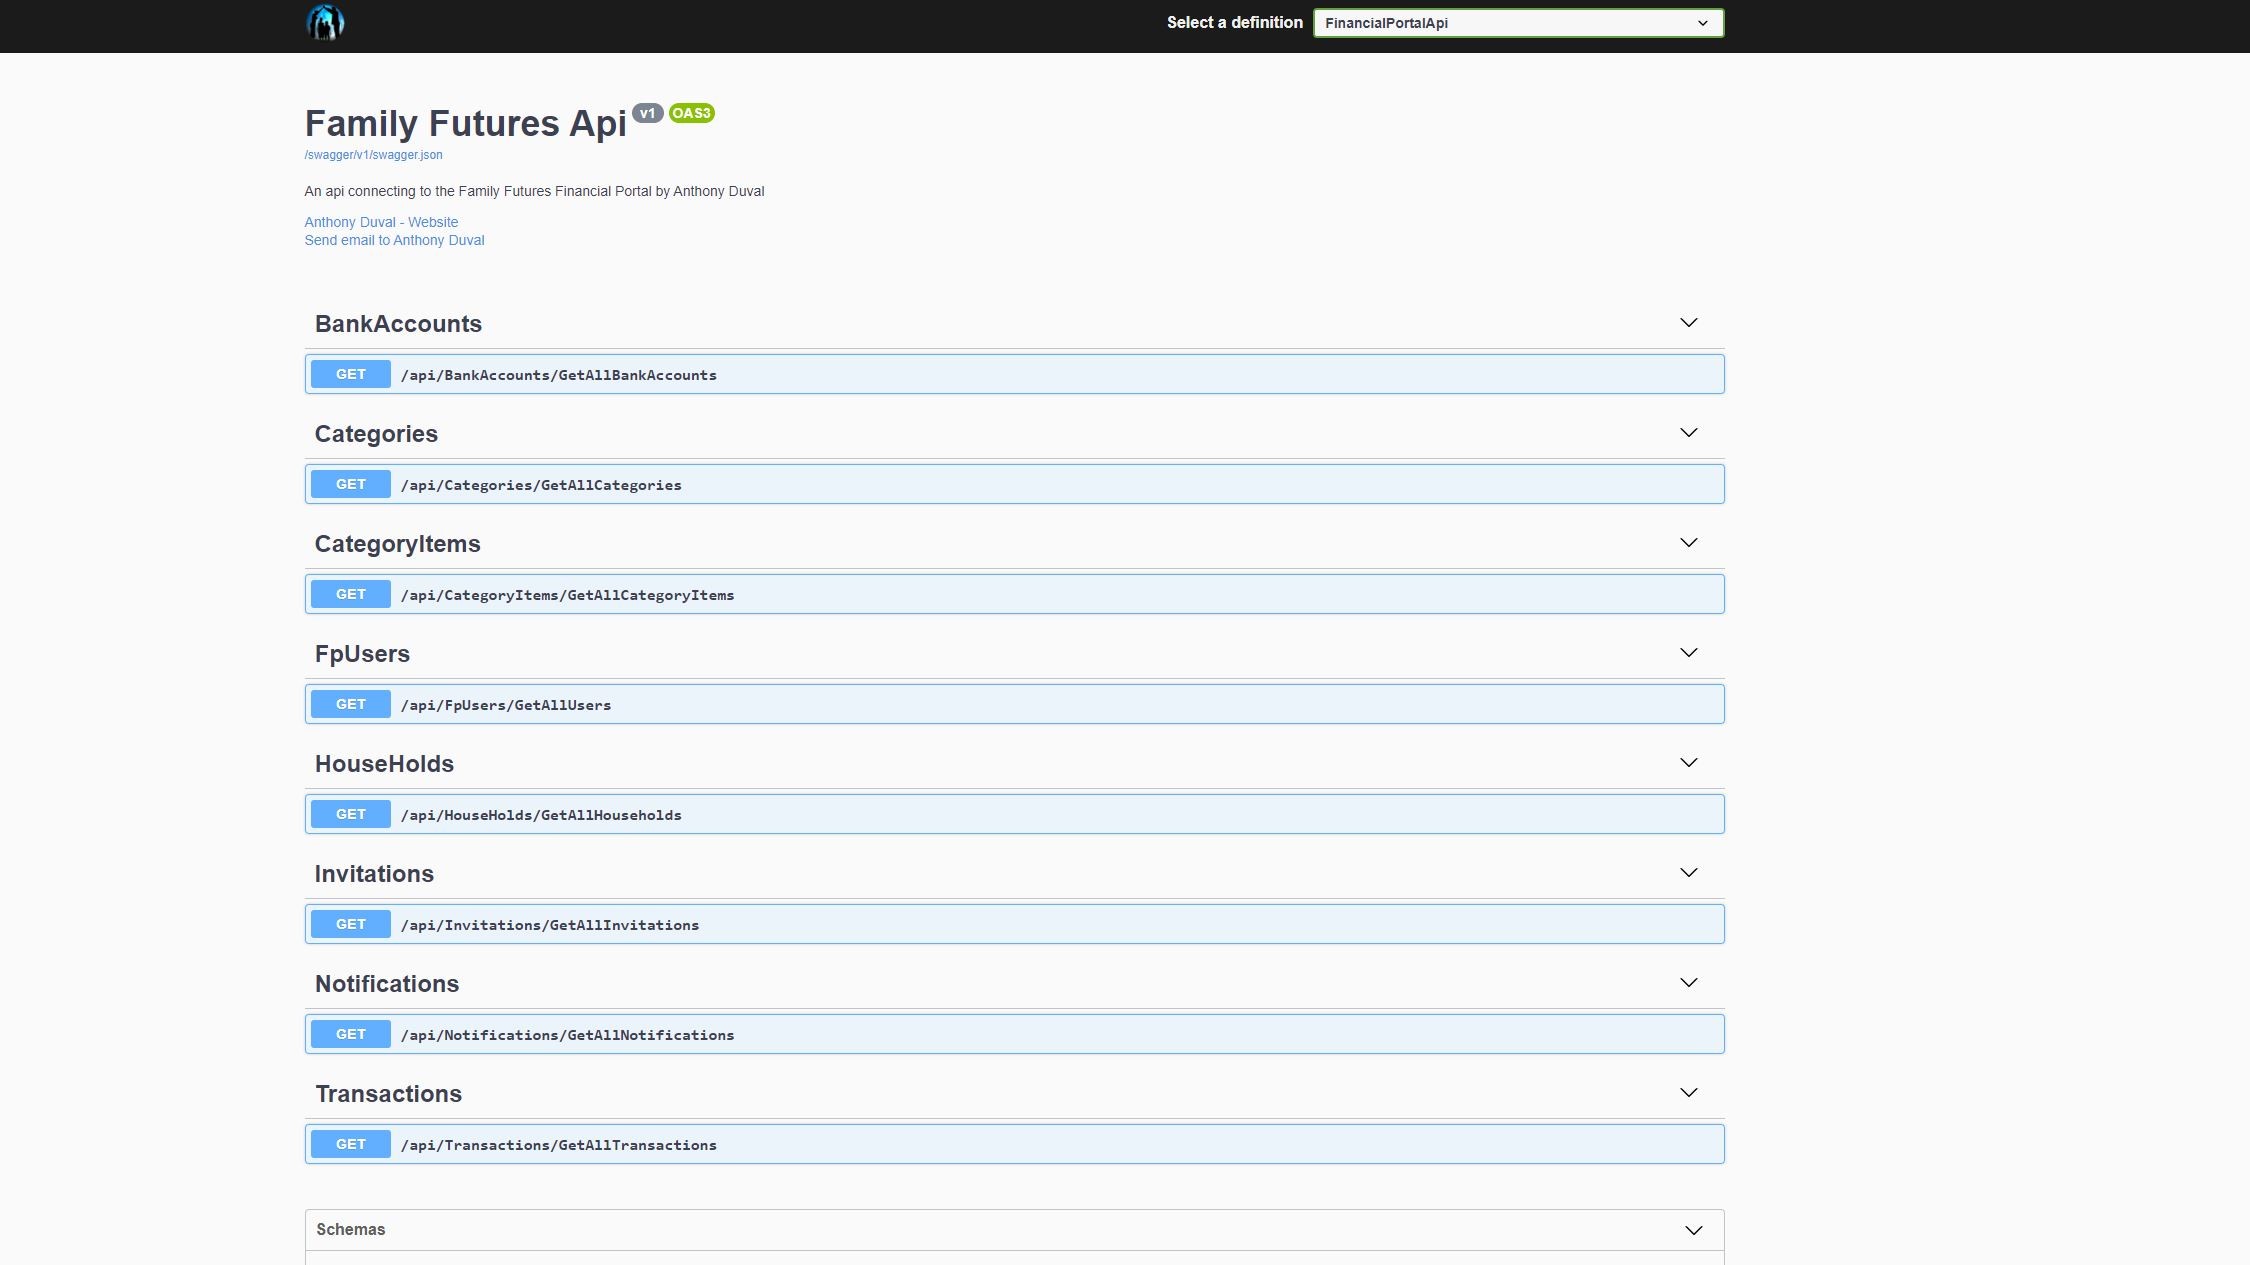 Select a definition FinancialPortalApi
Family Futures Api v1 OAS3
/swagger/v1/swagger.json
An api connecting to the Family Futures Financial Portal by Anthony Duval
Anthony Duval - Website
Send email to Anthony Duval
BankAccounts
GET /api/BankAccounts/GetAllBankAccounts
Categories
GET /api/Categories/GetAllCategories
CategoryItems
GET /api/CategoryItems/GetAllCategoryItems
FpUsers
GET /api/FpUsers/GetAllUsers
HouseHolds
GET /api/HouseHolds/GetAllHouseholds
Invitations
GET /api/Invitations/GetAllInvitations
Notifications
GET /api/Notifications/GetAllNotifications
Transactions
GET /api/Transactions/GetAllTransactions
Schemas